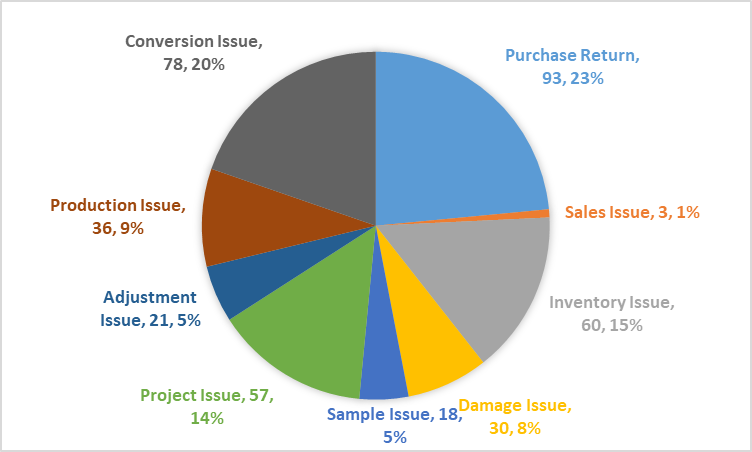 Conversion Issue,
78, 20%
Purchase Return,
93, 23%
Production Issue,
36, 9%
Sales Issue, 3, 1%
Adjustment
Issue, 21, 5%
Inventory Issue,
60, 15%
Project Issue, 57,
14%
Sample Issue, 18,
5%
Damage Issue,
30, 8%